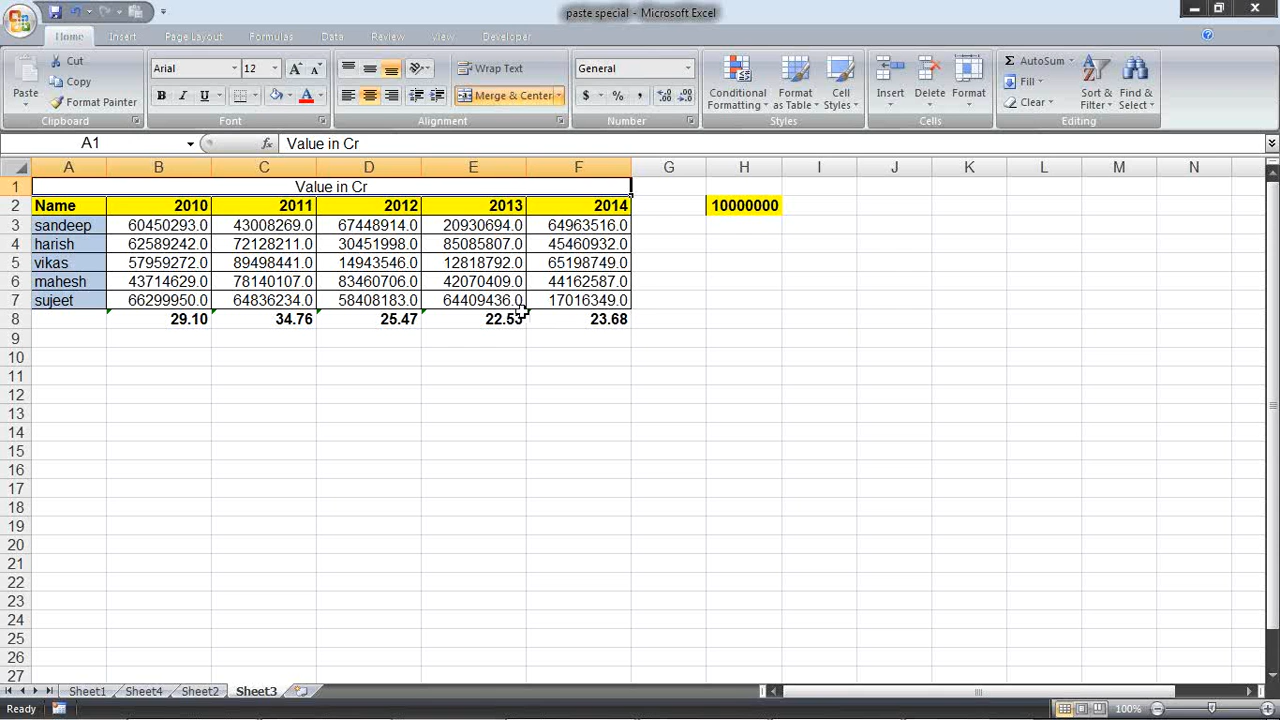 paste special - Microsoft Excel
Home Insert Page Layout Formulas Data Review View Developer
Paste
Cut
Copy
Format Painter
Clipboard
Arial 12
B I U
Font
Wrap Text
Merge & Center
Alignment
General
$ % ,
Number
Conditional Formatting
Format as Table
Cell Styles
Styles
Insert Delete Format
Cells
Σ AutoSum
Fill
Clear
Sort & Filter
Find & Select
Editing
A1 fx Value in Cr
A B C D E F G H I J K L M N
1 Value in Cr
2 Name 2010 2011 2012 2013 2014 10000000
3 sandeep 60450293.0 43008269.0 67448914.0 20930694.0 64963516.0
4 harish 62589242.0 72128211.0 30451998.0 85085807.0 45460932.0
5 vikas 57959272.0 89498441.0 14943546.0 12818792.0 65198749.0
6 mahesh 43714629.0 78140107.0 83460706.0 42070409.0 44162587.0
7 sujeet 66299950.0 64836234.0 58408183.0 64409436.0 17016349.0
8 29.10 34.76 25.47 22.53 23.68
9
10
11
12
13
14
15
16
17
18
19
20
21
22
23
24
25
26
27
Sheet1 Sheet4 Sheet2 Sheet3
Ready 100%